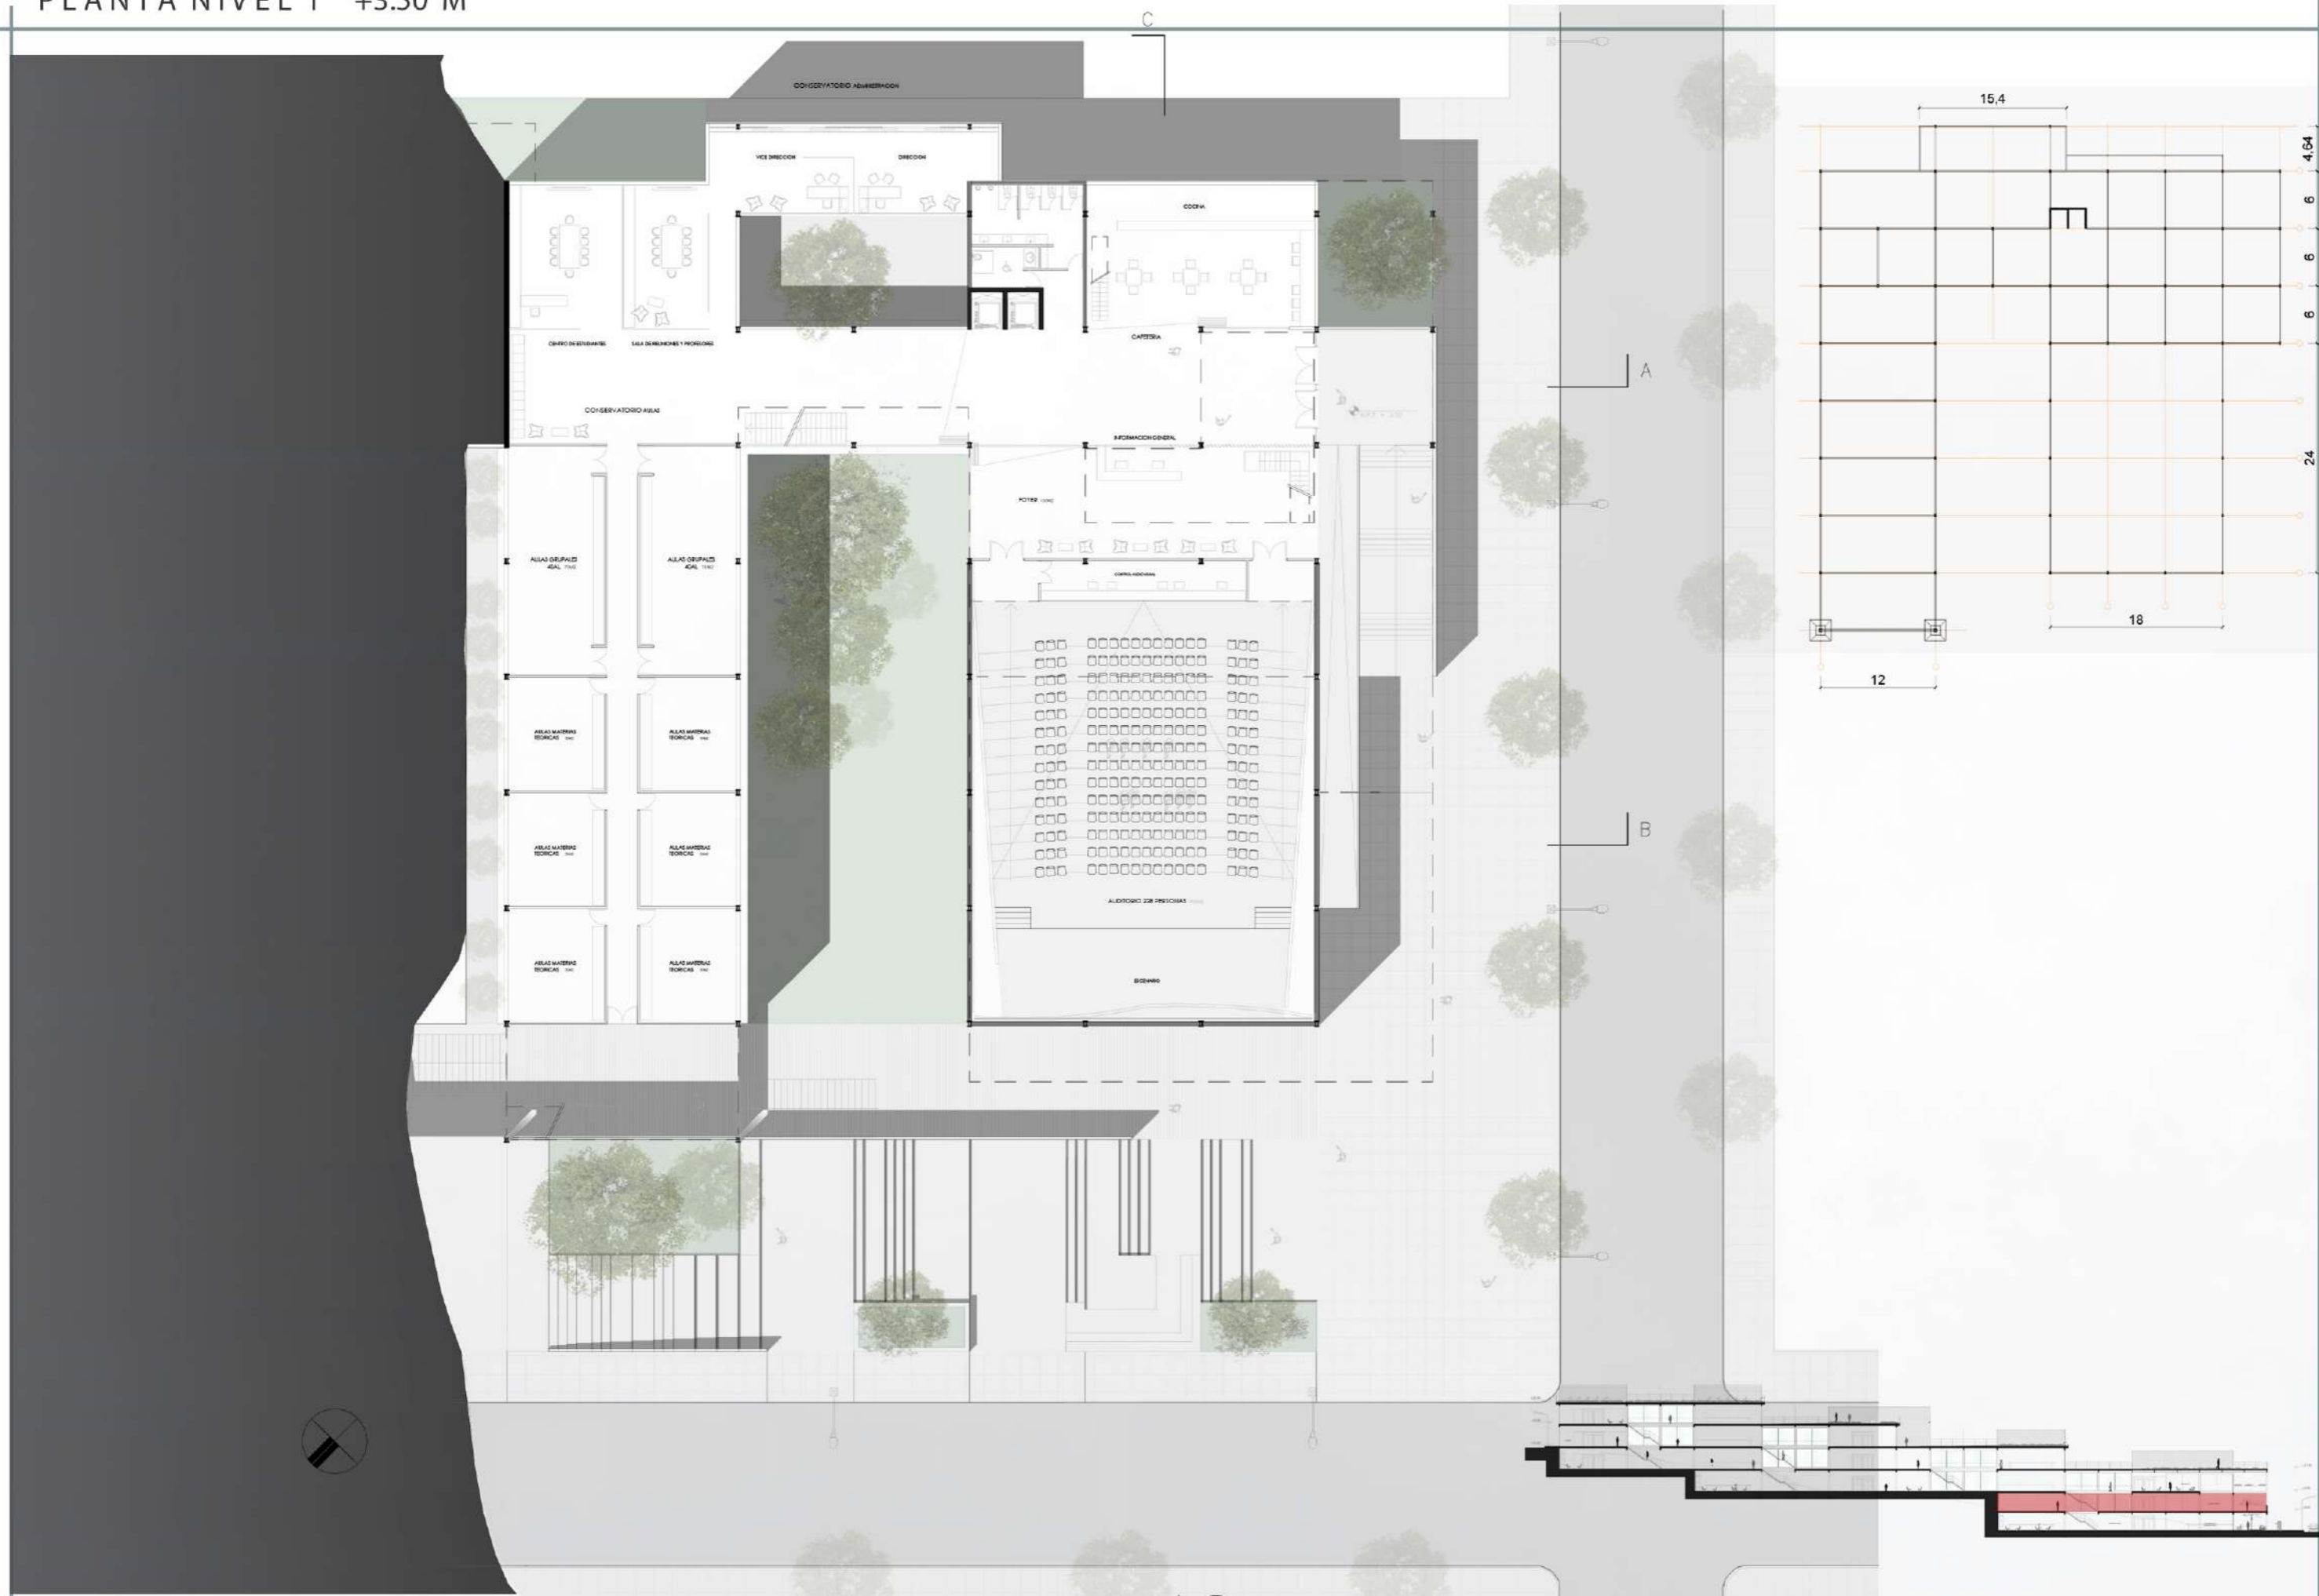 PLANTA NIVEL 1 +3.50 M
C
CONSERVATORIO ADMINISTRACION
VICE DIRECCION
DIRECCION
COCINA
CENTRO DE ESTUDIANTES
SALA DE REUNIONES Y PROFESORES
CAFETERIA
A
CONSERVATORIO AULAS
INFORMACION GENERAL
FOYER
AULAS GRUPALES
40AL
AULAS GRUPALES
40AL
AULAS MATERIAS
TEORICAS
AULAS MATERIAS
TEORICAS
B
AULAS MATERIAS
TEORICAS
AULAS MATERIAS
TEORICAS
AUDITORIO 228 PERSONAS
AULAS MATERIAS
TEORICAS
AULAS MATERIAS
TEORICAS
ESCENARIO
15,4
4,64
6
6
6
24
18
12